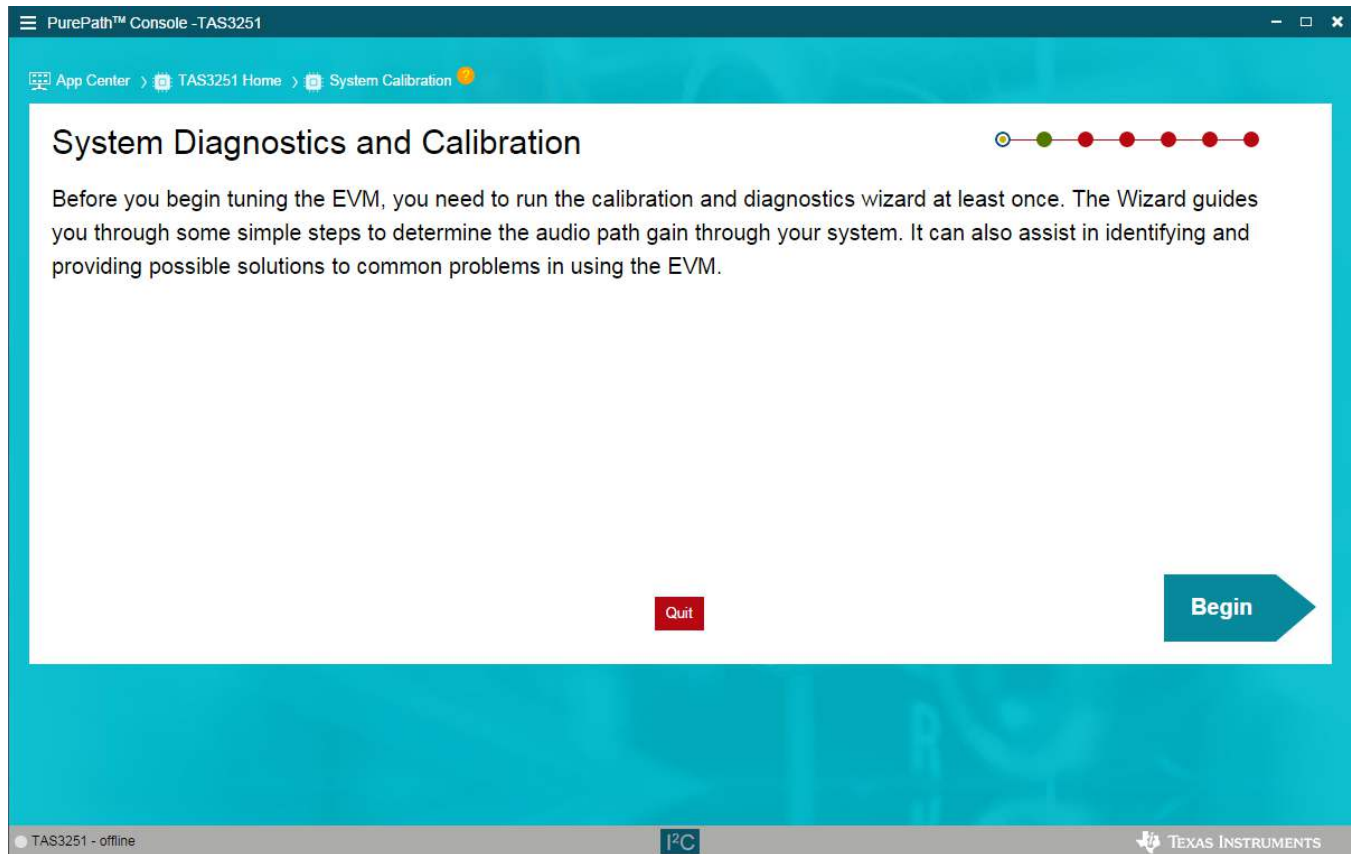 PurePath™ Console -TAS3251
App Center > TAS3251 Home > System Calibration ?
System Diagnostics and Calibration
Before you begin tuning the EVM, you need to run the calibration and diagnostics wizard at least once. The Wizard guides
you through some simple steps to determine the audio path gain through your system. It can also assist in identifying and
providing possible solutions to common problems in using the EVM.
Quit
Begin
TAS3251 - offline
I²C
TEXAS INSTRUMENTS